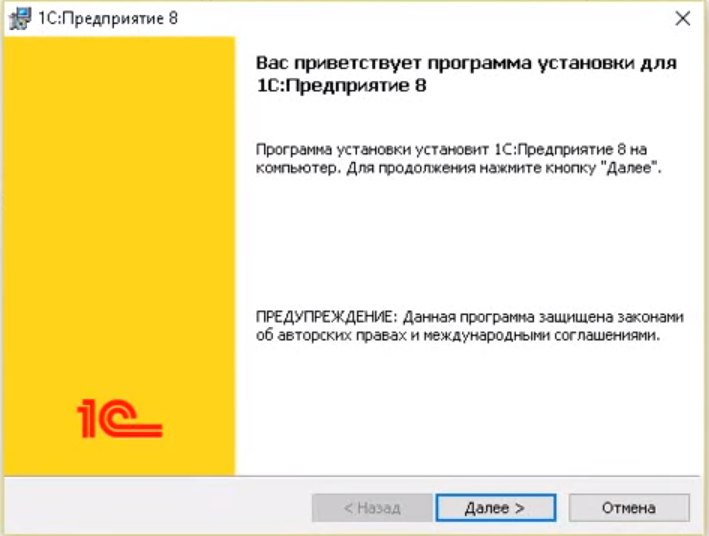 1С:Предприятие 8
Вас приветствует программа установки для
1С:Предприятие 8
Программа установки установит 1С:Предприятие 8 на
компьютер. Для продолжения нажмите кнопку "Далее".
ПРЕДУПРЕЖДЕНИЕ: Данная программа защищена законами
об авторских правах и международными соглашениями.
1С
< Назад
Далее >
Отмена